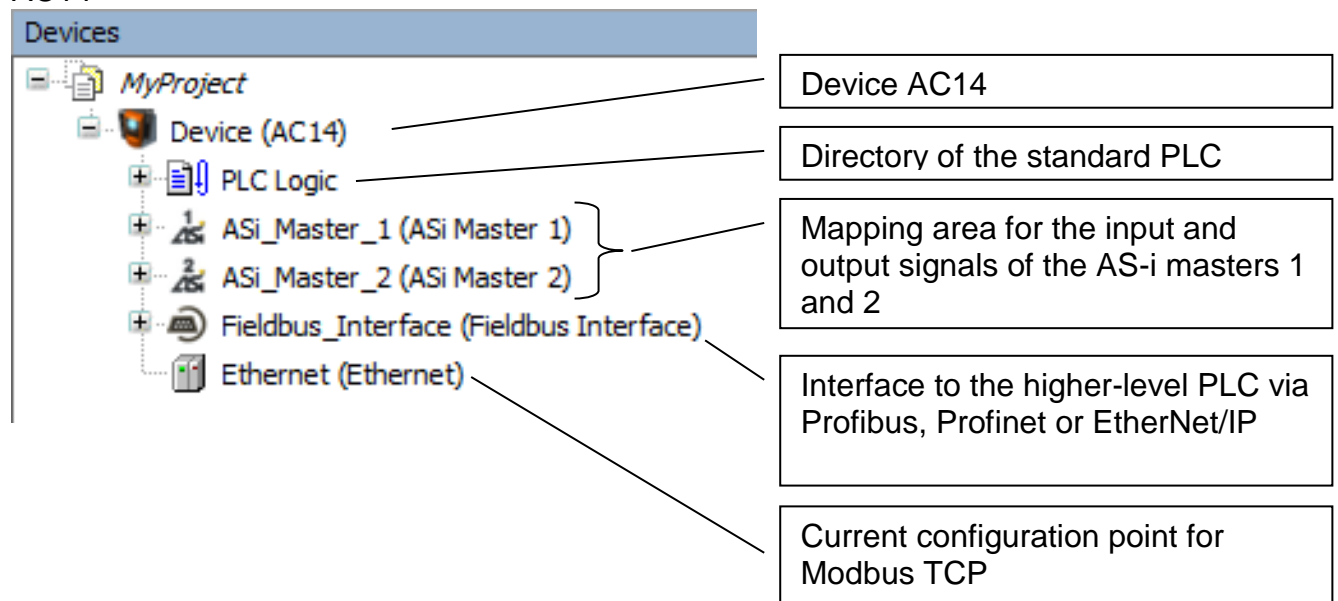 Devices
MyProject
Device (AC14)
PLC Logic
ASi_Master_1 (ASi Master 1)
ASi_Master_2 (ASi Master 2)
Fieldbus_Interface (Fieldbus Interface)
Ethernet (Ethernet)
Device AC14
Directory of the standard PLC
Mapping area for the input and
output signals of the AS-i masters 1
and 2
Interface to the higher-level PLC via
Profibus, Profinet or EtherNet/IP
Current configuration point for
Modbus TCP